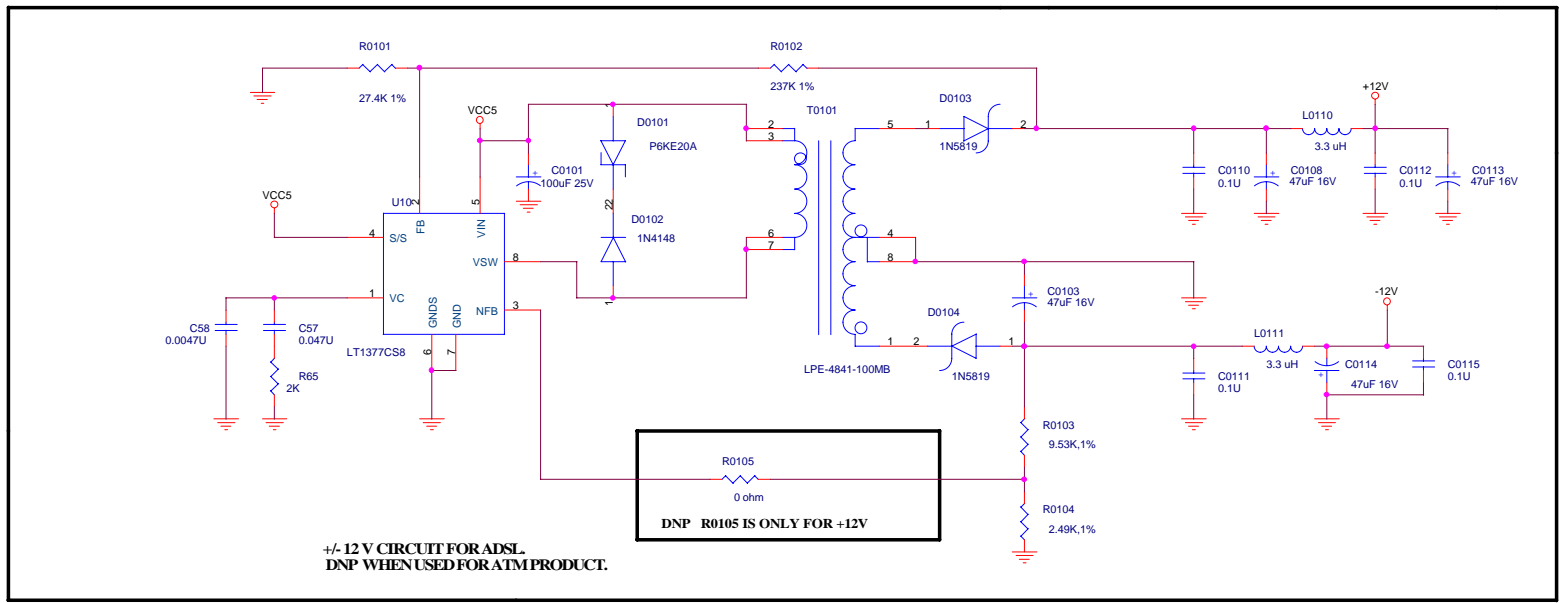 R0101
27.4K 1%
R0102
237K 1%
VCC5
VCC5
U10
LT1377CS8
4
S/S
2
FB
5
VIN
VSW
8
1
VC
NFB
3
GNDS
GND
6
7
C58
0.0047U
C57
0.047U
R65
2K
C0101
100uF 25V
+
1
D0101
P6KE20A
22
D0102
1N4148
1
T0101
2
3
6
7
5
4
8
1
LPE-4841-100MB
D0103
1
2
1N5819
D0104
2
1
1N5819
C0110
0.1U
C0108
47uF 16V
+
L0110
3.3 uH
+12V
C0112
0.1U
C0113
47uF 16V
+
C0103
47uF 16V
+
C0111
0.1U
L0111
3.3 uH
-12V
C0114
47uF 16V
+
C0115
0.1U
R0103
9.53K,1%
R0104
2.49K,1%
R0105
0 ohm
DNP R0105 IS ONLY FOR +12V
+/- 12 V CIRCUIT FOR ADSL.
DNP WHEN USED FOR ATM PRODUCT.